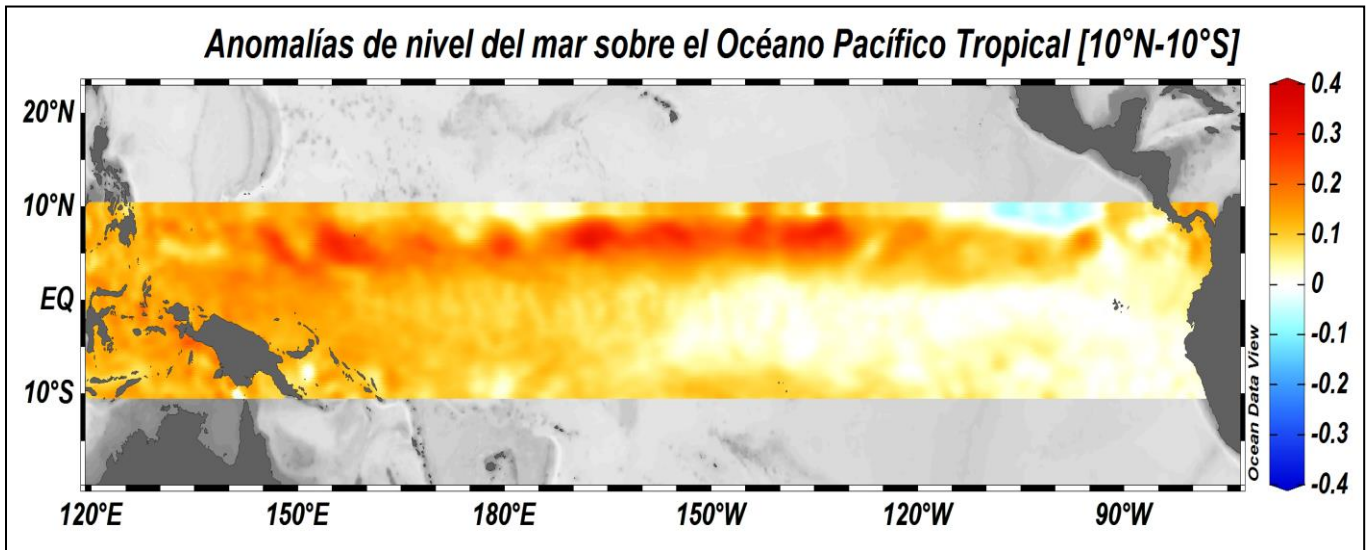 Anomalías de nivel del mar sobre el Océano Pacífico Tropical [10°N-10°S]
20°N
10°N
EQ
10°S
120°E
150°E
180°E
150°W
120°W
90°W
Ocean Data View
0.4
0.3
0.2
0.1
0
-0.1
-0.2
-0.3
-0.4